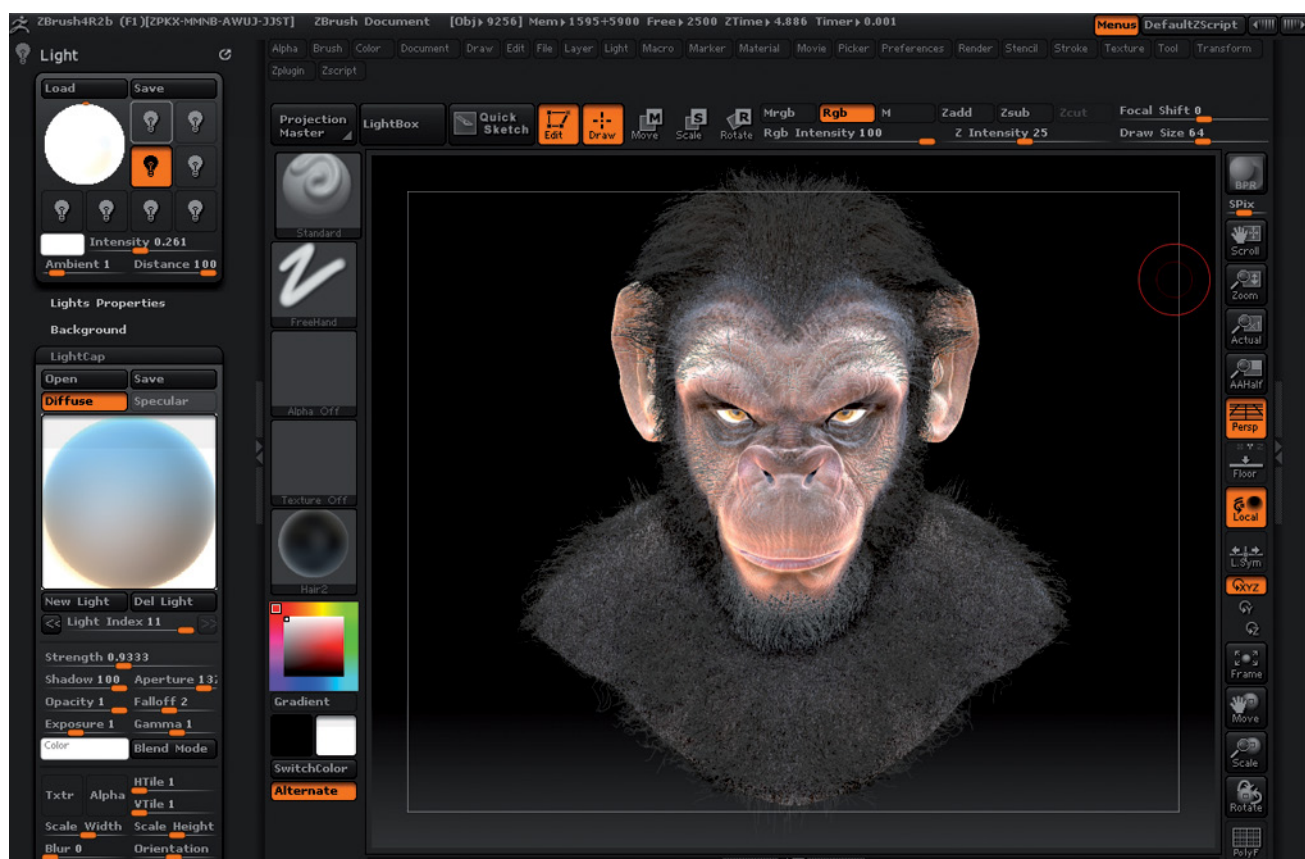 ZBrush4R2b (F1)[ZPKX-MMNB-AWUJ-JJST] ZBrush Document [Obj▸9256] Mem▸1595+5900 Free▸2500 ZTime▸4.886 Timer▸0.001 Menus DefaultZScript
Light
Alpha Brush Color Document Draw Edit File Layer Light Macro Marker Material Movie Picker Preferences Render Stencil Stroke Texture Tool Transform
Zplugin Zscript
Load Save
Projection Master
LightBox
Quick Sketch
Edit
Draw
Move
Scale
Rotate
Mrgb Rgb M
Rgb Intensity 100
Zadd Zsub Zcut
Z Intensity 25
Focal Shift 0
Draw Size 64
Intensity 0.261
Ambient 1 Distance 100
Lights Properties
Background
LightCap
Open Save
Diffuse Specular
New Light Del Light
<< Light Index 11 >>
Strength 0.9333
Shadow 100 Aperture 132
Opacity 1 Falloff 2
Exposure 1 Gamma 1
Color Blend Mode
Txtr Alpha
HTile 1
VTile 1
Scale Width Scale Height
Blur 0 Orientation
Standard
FreeHand
Alpha Off
Texture Off
Hair2
Gradient
SwitchColor
Alternate
BPR
SPix
Scroll
Zoom
Actual
AAHalf
Persp
Floor
Local
L.Sym
XYZ
Y
Z
Frame
Move
Scale
Rotate
PolyF